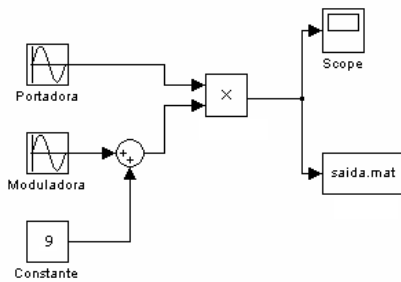 Scope
Portadora
×
Moduladora
+
+
saida.mat
9
Constante